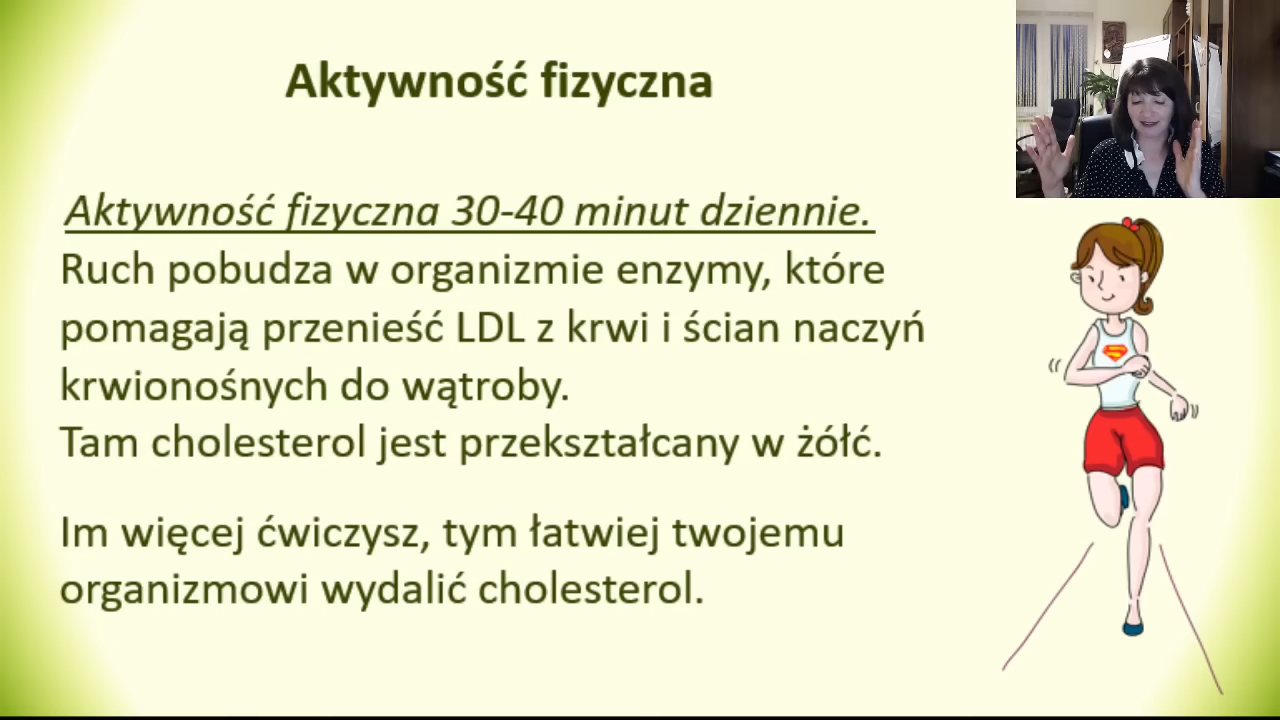 Aktywność fizyczna
Aktywność fizyczna 30-40 minut dziennie.
Ruch pobudza w organizmie enzymy, które
pomagają przenieść LDL z krwi i ścian naczyń
krwionośnych do wątroby.
Tam cholesterol jest przekształcany w żółć.
Im więcej ćwiczysz, tym łatwiej twojemu
organizmowi wydalić cholesterol.